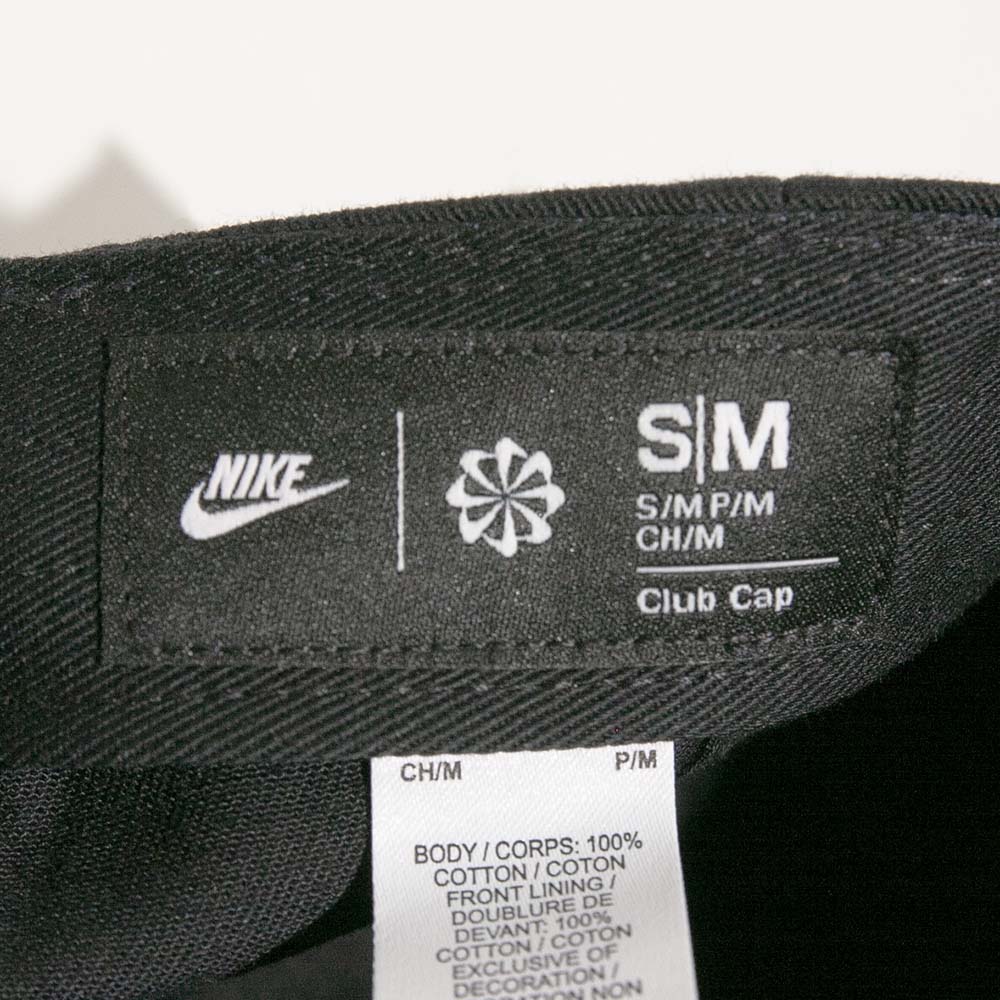 NIKE
S|M
S/M P/M
CH/M
Club Cap
CH/M P/M
BODY / CORPS: 100%
COTTON / COTON
FRONT LINING /
DOUBLURE DE
DEVANT: 100%
COTTON / COTON
EXCLUSIVE OF
DECORATION /
NON